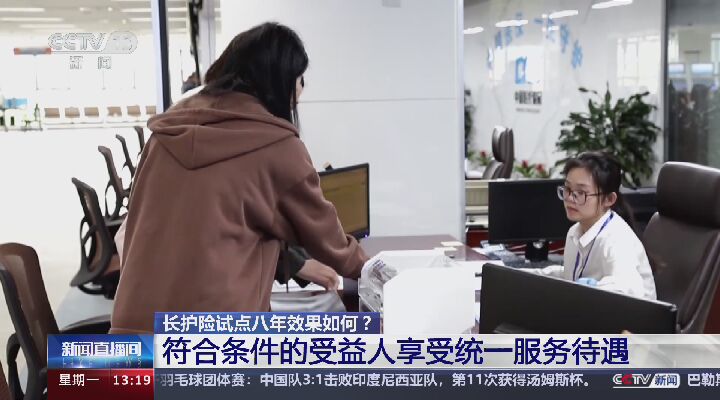 CCTV 13
新闻
长护险试点八年效果如何？
新闻直播间
符合条件的受益人享受统一服务待遇
星期一 13:19
羽毛球团体赛：中国队3:1击败印度尼西亚队，第11次获得汤姆斯杯。 CCTV新闻 巴勒